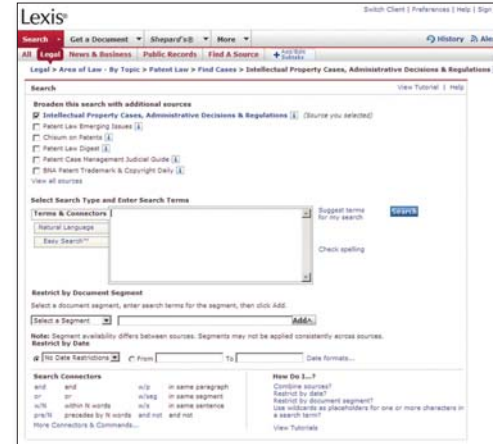 Lexis®
Switch Client | Preferences | Help | Sign
Search Get a Document Shepard's® More History Ale
All Legal News & Business Public Records Find A Source
Legal > Area of Law - By Topic > Patent Law > Find Cases > Intellectual Property Cases, Administrative Decisions & Regulations
Search View Tutorial | Help
Broaden this search with additional sources
Intellectual Property Cases, Administrative Decisions & Regulations i (Source you selected)
Patent Law Emerging Issues i
Chisum on Patents i
Patent Law Digest i
Patent Case Management Judicial Guide i
BNA Patent Trademark & Copyright Daily i
View all sources
Select Search Type and Enter Search Terms
Terms & Connectors
Natural Language
Easy Search™
Suggest terms
for my search
Search
Check spelling
Restrict by Document Segment
Select a document segment, enter search terms for the segment, then click Add.
Select a Segment Add
Note: Segment availability differs between sources. Segments may not be applied consistently across sources.
Restrict by Date
No Date Restrictions From To Date formats...
Search Connectors How Do I...?
and and w/p in same paragraph Combine sources?
or or w/seg in same segment Restrict by date?
w/N within N words w/s in same sentence Restrict by document segment?
pre/N precedes by N words and not and not Use wildcards as placeholders for one or more characters in
a search term?
More Connectors & Commands...
View Tutorials